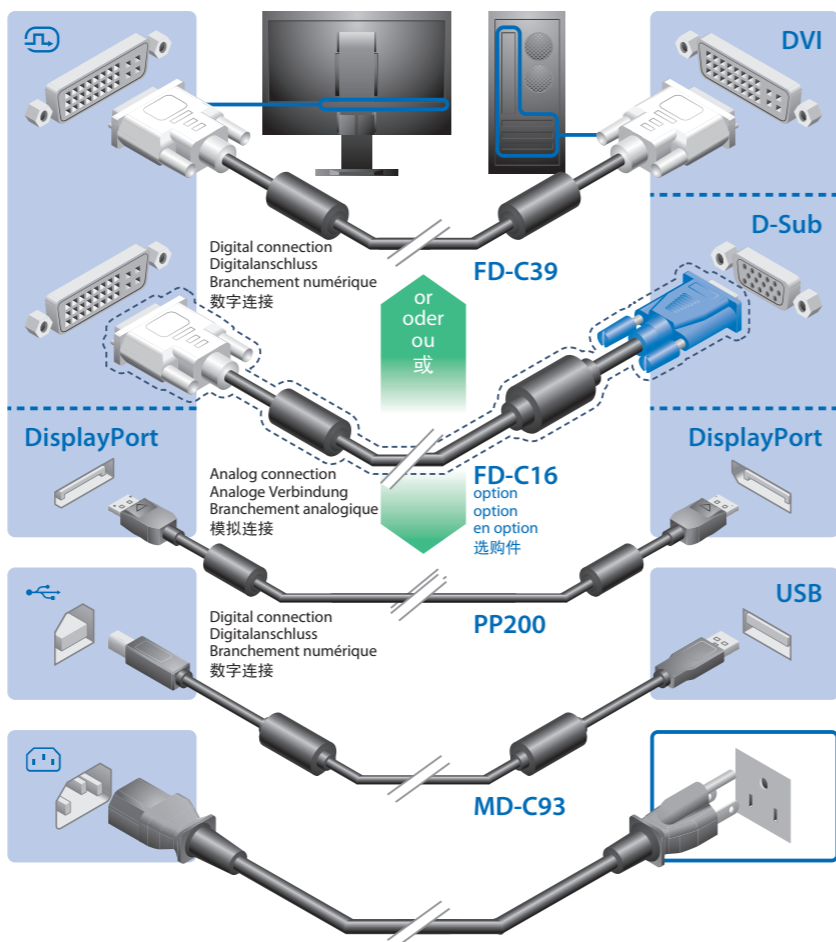 DVI
D-Sub
Digital connection
Digitalanschluss
Branchement numérique
数字连接
FD-C39
or
oder
ou
或
DisplayPort
DisplayPort
Analog connection
Analoge Verbindung
Branchement analogique
模拟连接
FD-C16
option
option
en option
选购件
Digital connection
Digitalanschluss
Branchement numérique
数字连接
PP200
USB
MD-C93